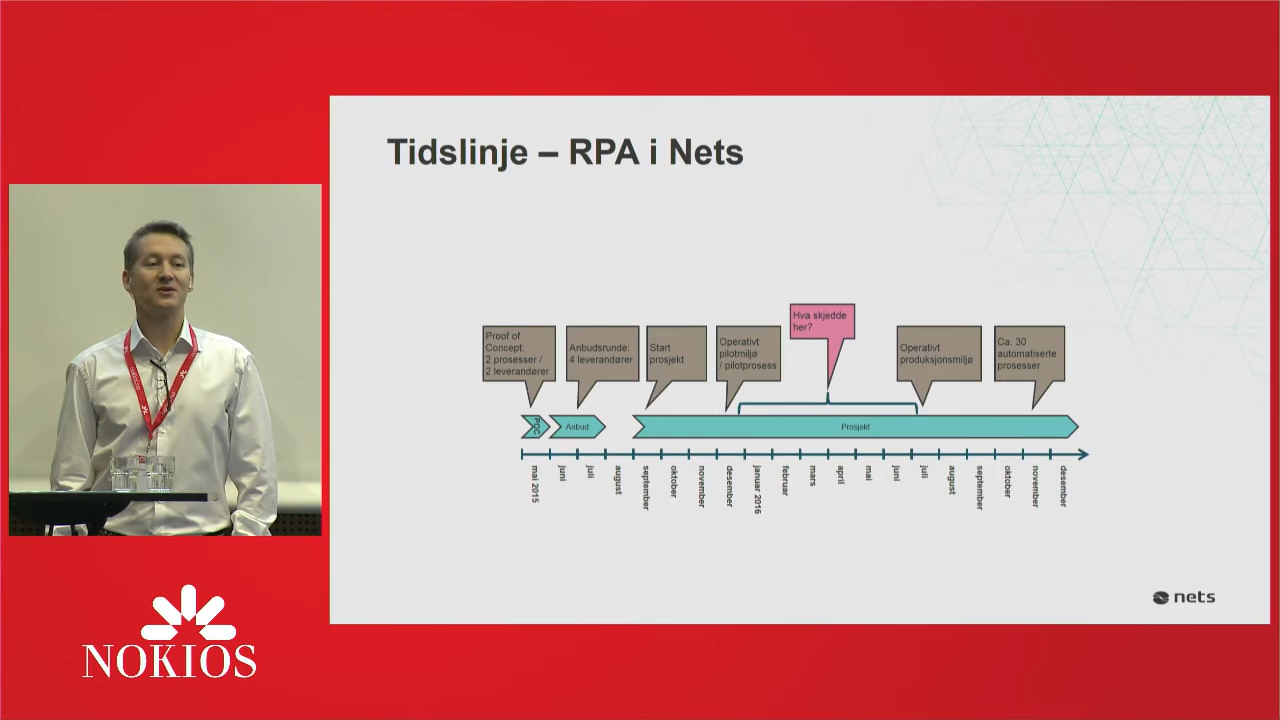 Tidslinje – RPA i Nets
Hva skjedde
her?
Proof of
Concept:
2 prosesser /
2 leverandører
Anbudsrunde:
4 leverandører
Start
prosjekt
Operativt
pilotmiljø
/ pilotprosess
Operativt
produksjonsmiljø
Ca. 30
automatiserte
prosesser
POC
Anbud
Prosjekt
mai 2015
juni
juli
august
september
oktober
november
desember
januar 2016
februar
mars
april
mai
juni
juli
august
september
oktober
november
desember
nets
NOKIOS